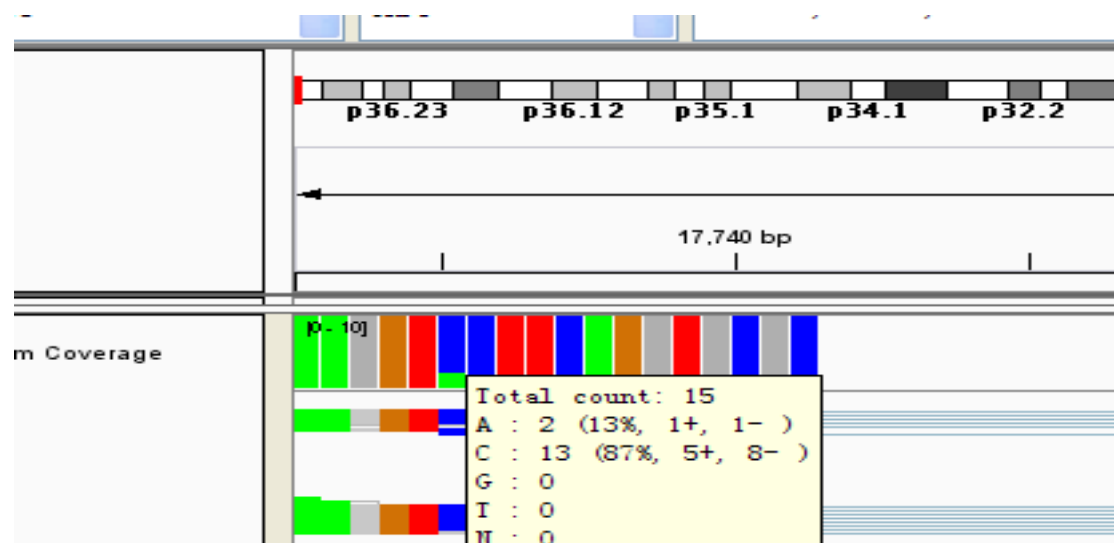 p36.23 p36.12 p35.1 p34.1 p32.2
17,740 bp
[0 - 10]
m Coverage
Total count: 15
A : 2 (13%, 1+, 1- )
C : 13 (87%, 5+, 8- )
G : 0
T : 0
N : 0